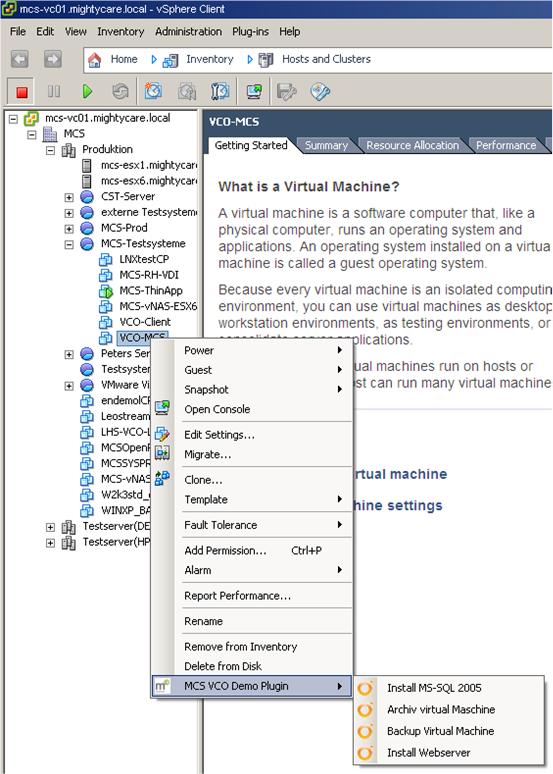 mcs-vc01.mightycare.local - vSphere Client
File Edit View Inventory Administration Plug-ins Help
Home Inventory Hosts and Clusters
mcs-vc01.mightycare.local
MCS
Produktion
mcs-esx1.mightycare
mcs-esx6.mightycare
CST-Server
externe Testsysteme
MCS-Prod
MCS-Testsysteme
LNXtestCP
MCS-RH-VDI
MCS-ThinApp
MCS-vNAS-ESX6
VCO-Client
VCO-MCS
Peters Ser
Testsystem
VMware Vi
endemolCF
Leostream
LHS-VCO-L
MCSOpenF
MCSSYSPR
MCS-vNAS
W2k3std_
WINXP_BA
Testserver(DE
Testserver(HP
VCO-MCS
Getting Started Summary Resource Allocation Performance
What is a Virtual Machine?
A virtual machine is a software computer that, like a
physical computer, runs an operating system and
applications. An operating system installed on a virtua
machine is called a guest operating system.
Because every virtual machine is an isolated computin
environment, you can use virtual machines as desktop
workstation environments, as testing environments, or
applications.
machines run on hosts or
can run many virtual machine
machine
settings
Power
Guest
Snapshot
Open Console
Edit Settings...
Migrate...
Clone...
Template
Fault Tolerance
Add Permission... Ctrl+P
Alarm
Report Performance...
Rename
Remove from Inventory
Delete from Disk
MCS VCO Demo Plugin
Install MS-SQL 2005
Archiv virtual Maschine
Backup Virtual Machine
Install Webserver